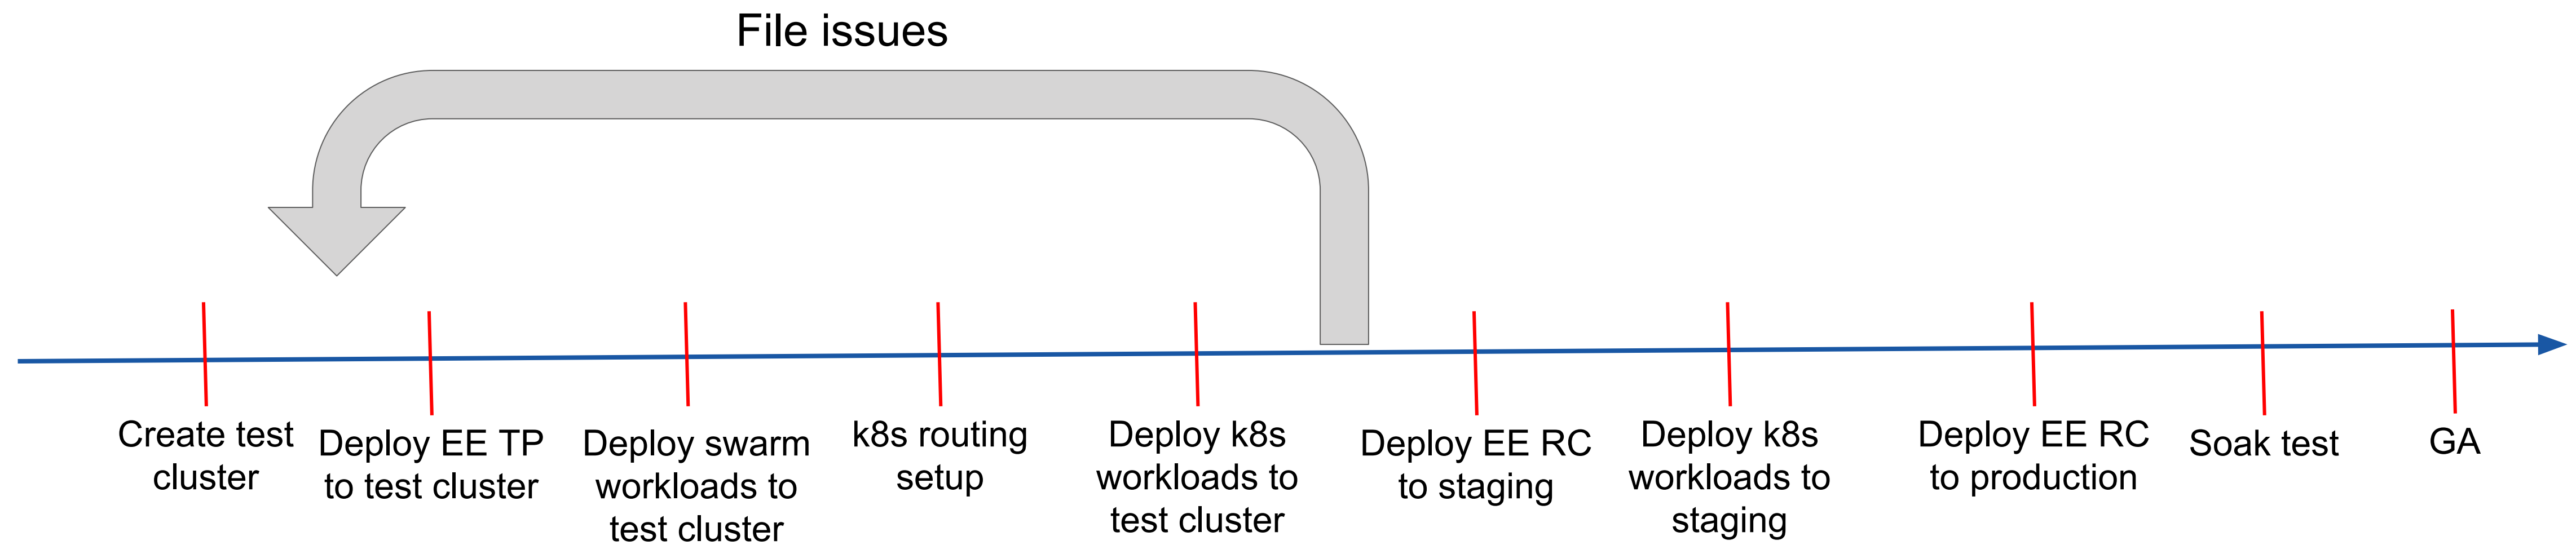 File issues
Create test
cluster
Deploy EE TP
to test cluster
Deploy swarm
workloads to
test cluster
k8s routing
setup
Deploy k8s
workloads to
test cluster
Deploy EE RC
to staging
Deploy k8s
workloads to
staging
Deploy EE RC
to production
Soak test
GA